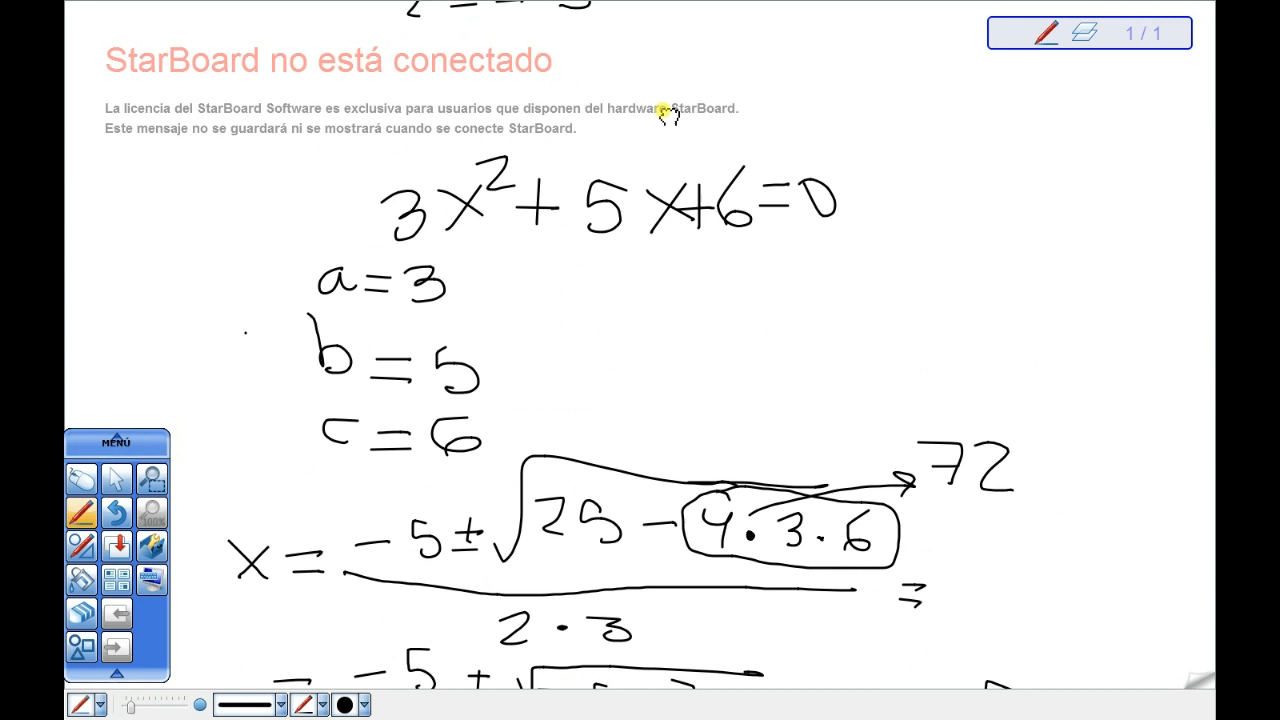 StarBoard no está conectado
1 / 1
La licencia del StarBoard Software es exclusiva para usuarios que disponen del hardware StarBoard.
Este mensaje no se guardará ni se mostrará cuando se conecte StarBoard.
3x²+5x+6=0
a=3
b=5
c=6
MENÚ
72
x = -5±√25-4·3·6 =
2·3
100%
= -5±√